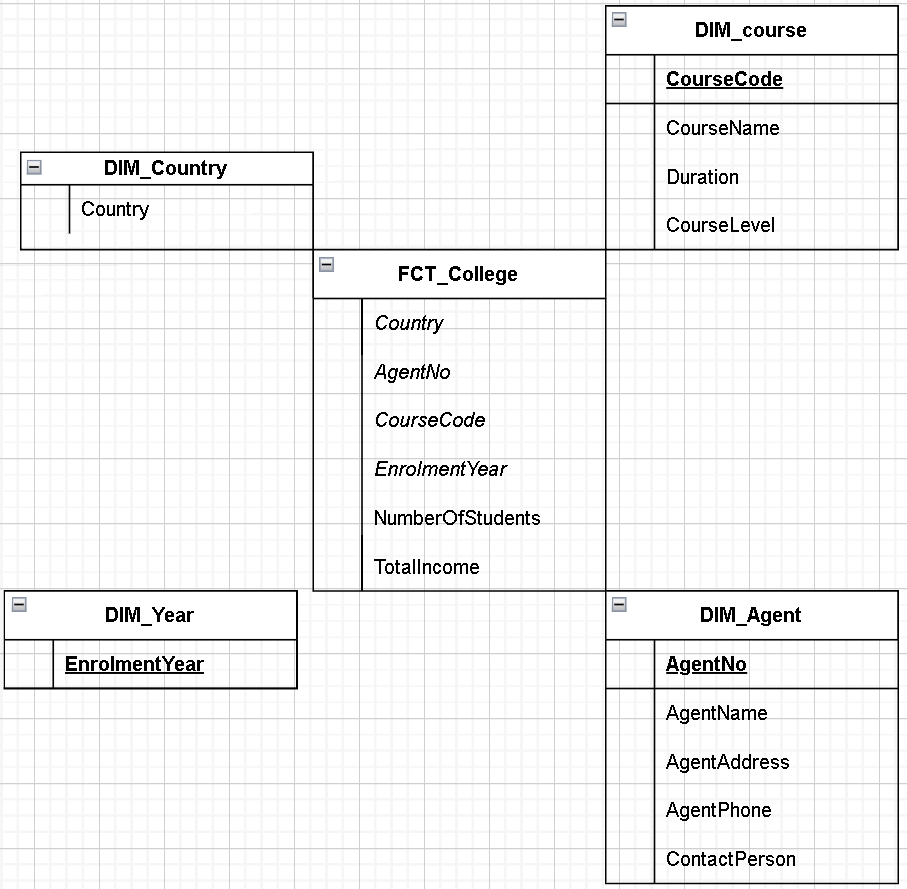 DIM_course
CourseCode
CourseName
Duration
CourseLevel
DIM_Country
Country
FCT_College
Country
AgentNo
CourseCode
EnrolmentYear
NumberOfStudents
TotalIncome
DIM_Year
EnrolmentYear
DIM_Agent
AgentNo
AgentName
AgentAddress
AgentPhone
ContactPerson